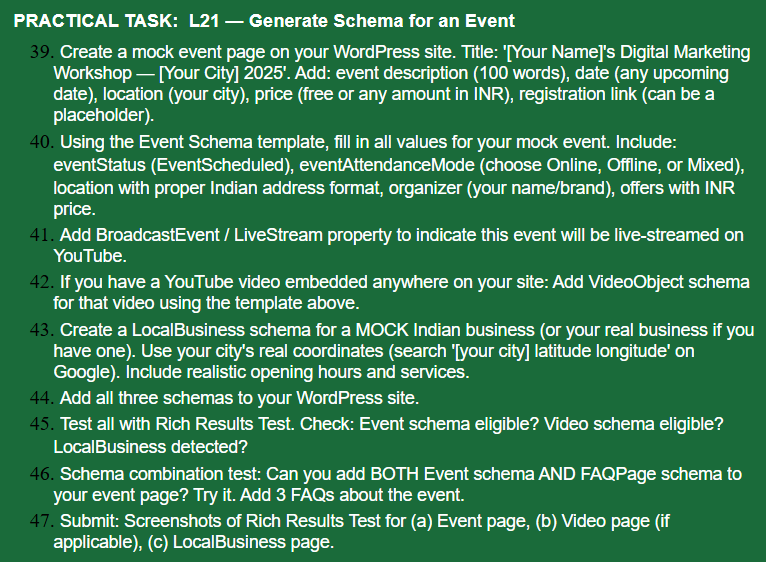 PRACTICAL TASK:  L21 — Generate Schema for an Event
39. Create a mock event page on your WordPress site. Title: '[Your Name]'s Digital Marketing
Workshop — [Your City] 2025'. Add: event description (100 words), date (any upcoming
date), location (your city), price (free or any amount in INR), registration link (can be a
placeholder).
40. Using the Event Schema template, fill in all values for your mock event. Include:
eventStatus (EventScheduled), eventAttendanceMode (choose Online, Offline, or Mixed),
location with proper Indian address format, organizer (your name/brand), offers with INR
price.
41. Add BroadcastEvent / LiveStream property to indicate this event will be live-streamed on
YouTube.
42. If you have a YouTube video embedded anywhere on your site: Add VideoObject schema
for that video using the template above.
43. Create a LocalBusiness schema for a MOCK Indian business (or your real business if you
have one). Use your city's real coordinates (search '[your city] latitude longitude' on
Google). Include realistic opening hours and services.
44. Add all three schemas to your WordPress site.
45. Test all with Rich Results Test. Check: Event schema eligible? Video schema eligible?
LocalBusiness detected?
46. Schema combination test: Can you add BOTH Event schema AND FAQPage schema to
your event page? Try it. Add 3 FAQs about the event.
47. Submit: Screenshots of Rich Results Test for (a) Event page, (b) Video page (if
applicable), (c) LocalBusiness page.